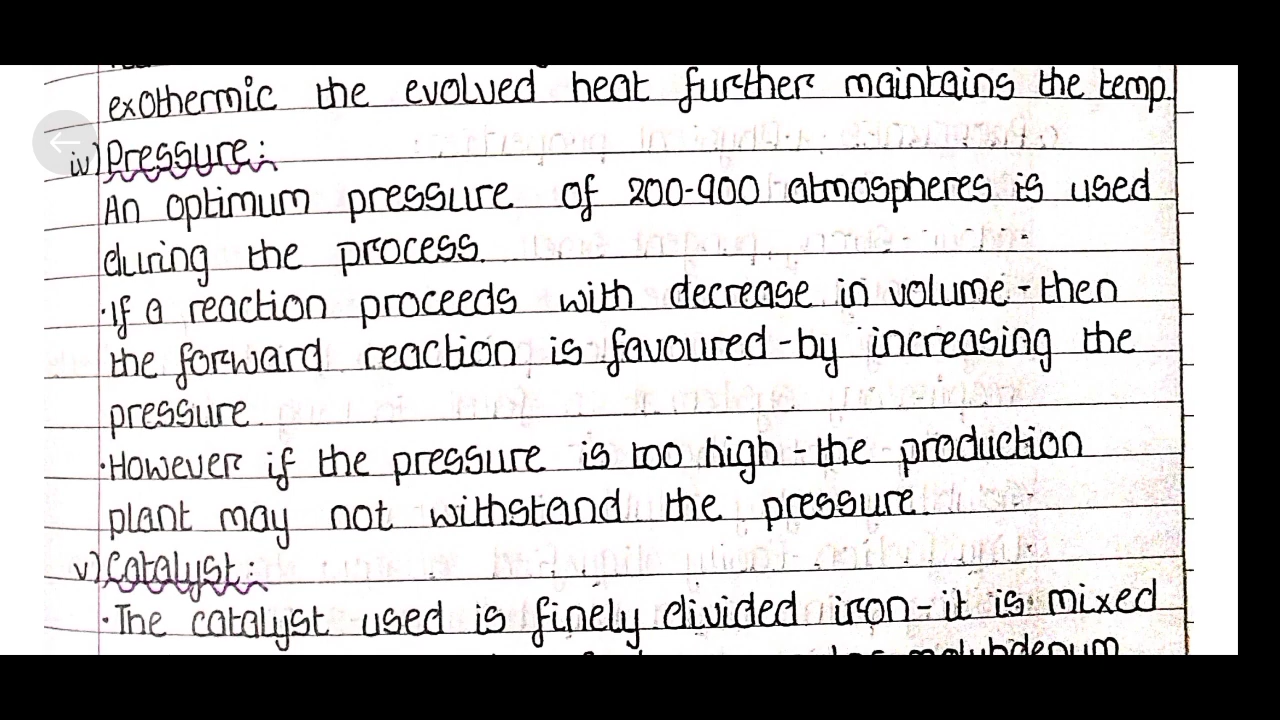 exothermic the evolved heat further maintains the temp.
iv) Pressure:
An optimum pressure of 200-900 atmospheres is used
during the process.
·If a reaction proceeds with decrease in volume - then
the forward reaction is favoured - by increasing the
pressure.
·However if the pressure is too high - the production
plant may not withstand the pressure.
v) Catalyst:
·The catalyst used is finely divided iron - it is mixed
molybdenum